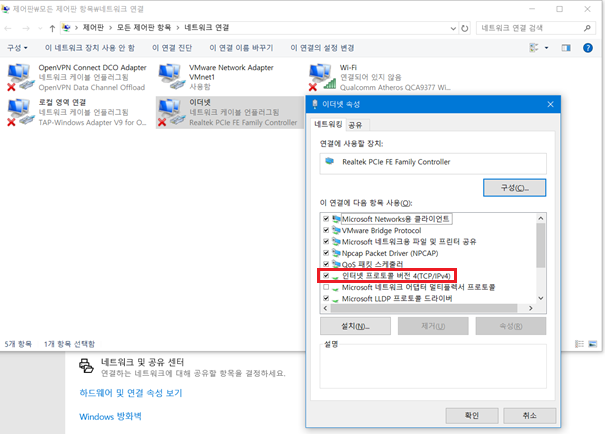 제어판\모든 제어판 항목\네트워크 연결
제어판 > 모든 제어판 항목 > 네트워크 연결
네트워크 연결 검색
구성
이 네트워크 장치 사용 안 함
이 연결 진단
이 연결 이름 바꾸기
이 연결의 설정 변경
OpenVPN Connect DCO Adapter
네트워크 케이블 언플러그됨
OpenVPN Data Channel Offload
VMware Network Adapter
VMnet1
사용함
Wi-Fi
연결되어 있지 않음
Qualcomm Atheros QCA9377 Wi...
로컬 영역 연결
네트워크 케이블 언플러그됨
TAP-Windows Adapter V9 for O...
이더넷
네트워크 케이블 언플러그됨
Realtek PCIe FE Family Controller
이더넷 속성
네트워킹
공유
연결에 사용할 장치:
Realtek PCIe FE Family Controller
구성(C)...
이 연결에 다음 항목 사용(O):
Microsoft Networks용 클라이언트
VMware Bridge Protocol
Microsoft 네트워크용 파일 및 프린터 공유
Npcap Packet Driver (NPCAP)
QoS 패킷 스케줄러
인터넷 프로토콜 버전 4(TCP/IPv4)
Microsoft 네트워크 어댑터 멀티플렉서 프로토콜
Microsoft LLDP 프로토콜 드라이버
설치(N)...
제거(U)
속성(R)
설명
확인
취소
5개 항목
1개 항목 선택함
네트워크 및 공유 센터
연결하는 네트워크에 대해 공유할 항목을 결정하세요.
하드웨어 및 연결 속성 보기
Windows 방화벽